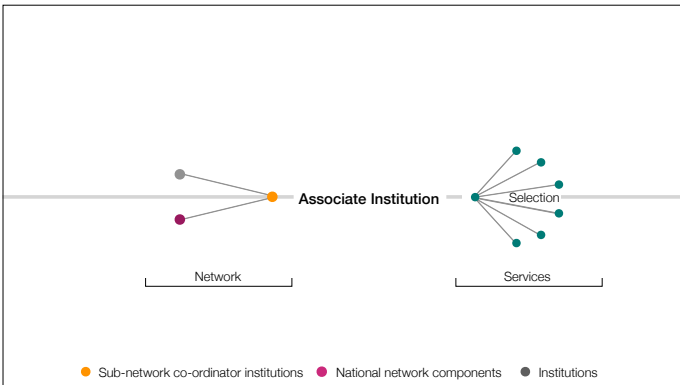 Associate Institution
Selection
Network
Services
Sub-network co-ordinator institutions
National network components
Institutions